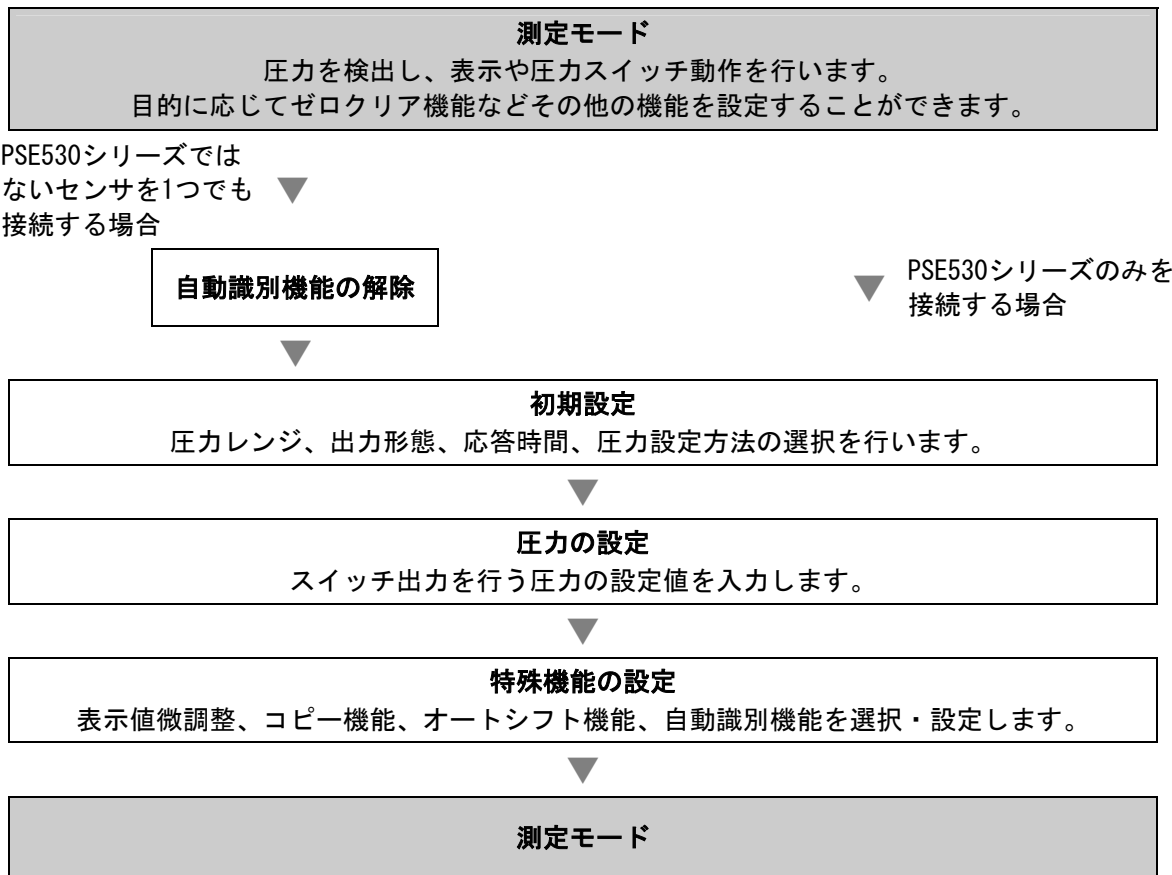 測定モード
圧力を検出し、表示や圧力スイッチ動作を行います。
目的に応じてゼロクリア機能などその他の機能を設定することができます。
PSE530シリーズでは
ないセンサを1つでも
接続する場合
自動識別機能の解除
PSE530シリーズのみを
接続する場合
初期設定
圧力レンジ、出力形態、応答時間、圧力設定方法の選択を行います。
圧力の設定
スイッチ出力を行う圧力の設定値を入力します。
特殊機能の設定
表示値微調整、コピー機能、オートシフト機能、自動識別機能を選択・設定します。
測定モード